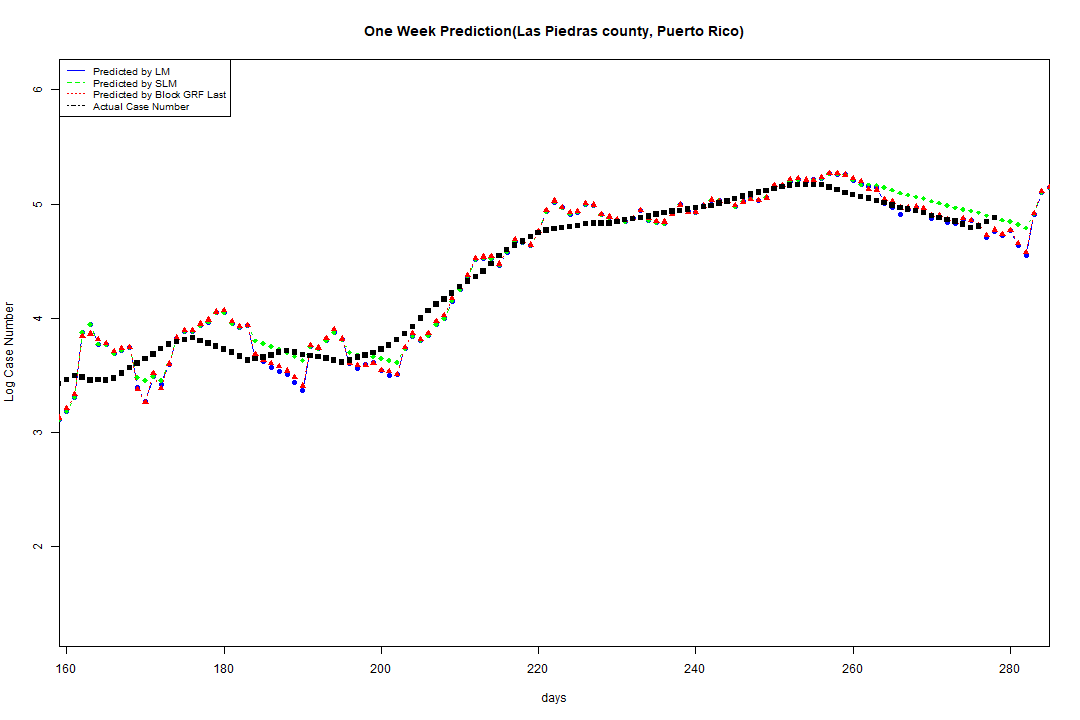 One Week Prediction(Las Piedras county, Puerto Rico)
Predicted by LM
Predicted by SLM
Predicted by Block GRF Last
Actual Case Number
6
5
4
3
2
Log Case Number
160 180 200 220 240 260 280
days